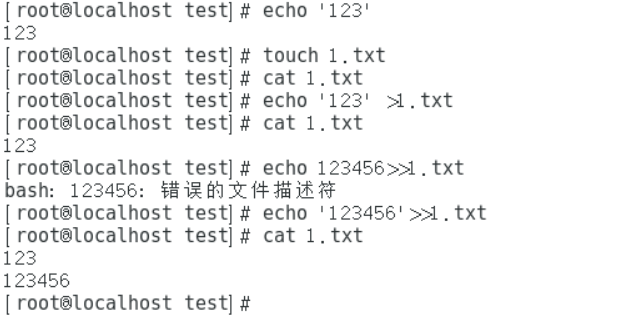 [root@localhost test]# echo '123'
123
[root@localhost test]# touch 1.txt
[root@localhost test]# cat 1.txt
[root@localhost test]# echo '123' >1.txt
[root@localhost test]# cat 1.txt
123
[root@localhost test]# echo 123456>>1.txt
bash: 123456: 错误的文件描述符
[root@localhost test]# echo '123456'>>1.txt
[root@localhost test]# cat 1.txt
123
123456
[root@localhost test]#